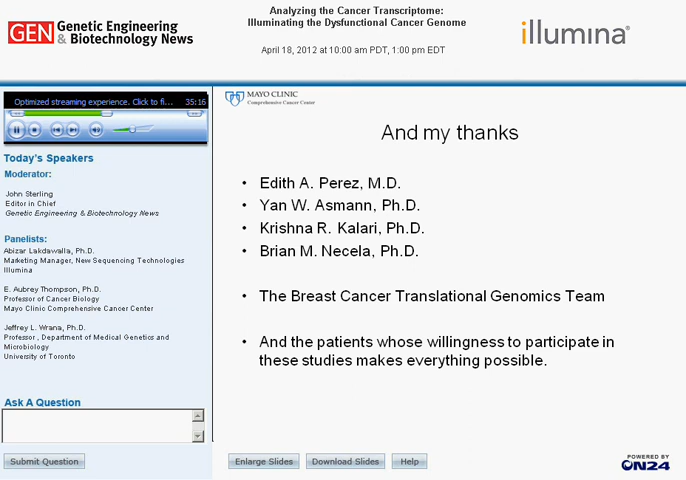 GEN Genetic Engineering
& Biotechnology News
Analyzing the Cancer Transcriptome:
Illuminating the Dysfunctional Cancer Genome
April 18, 2012 at 10:00 am PDT, 1:00 pm EDT
illumina®
Optimized streaming experience. Click to fi... 35:16
Today's Speakers
Moderator:
John Sterling
Editor in Chief
Genetic Engineering & Biotechnology News
Panelists:
Abizar Lakdawalla, Ph.D.
Marketing Manager, New Sequencing Technologies
Illumina
E. Aubrey Thompson, Ph.D.
Professor of Cancer Biology
Mayo Clinic Comprehensive Cancer Center
Jeffrey L. Wrana, Ph.D.
Professor , Department of Medical Genetics and
Microbiology
University of Toronto
Ask A Question
Submit Question
MAYO CLINIC
Comprehensive Cancer Center
And my thanks
• Edith A. Perez, M.D.
• Yan W. Asmann, Ph.D.
• Krishna R. Kalari, Ph.D.
• Brian M. Necela, Ph.D.
• The Breast Cancer Translational Genomics Team
• And the patients whose willingness to participate in
these studies makes everything possible.
Enlarge Slides
Download Slides
Help
POWERED BY
ON24